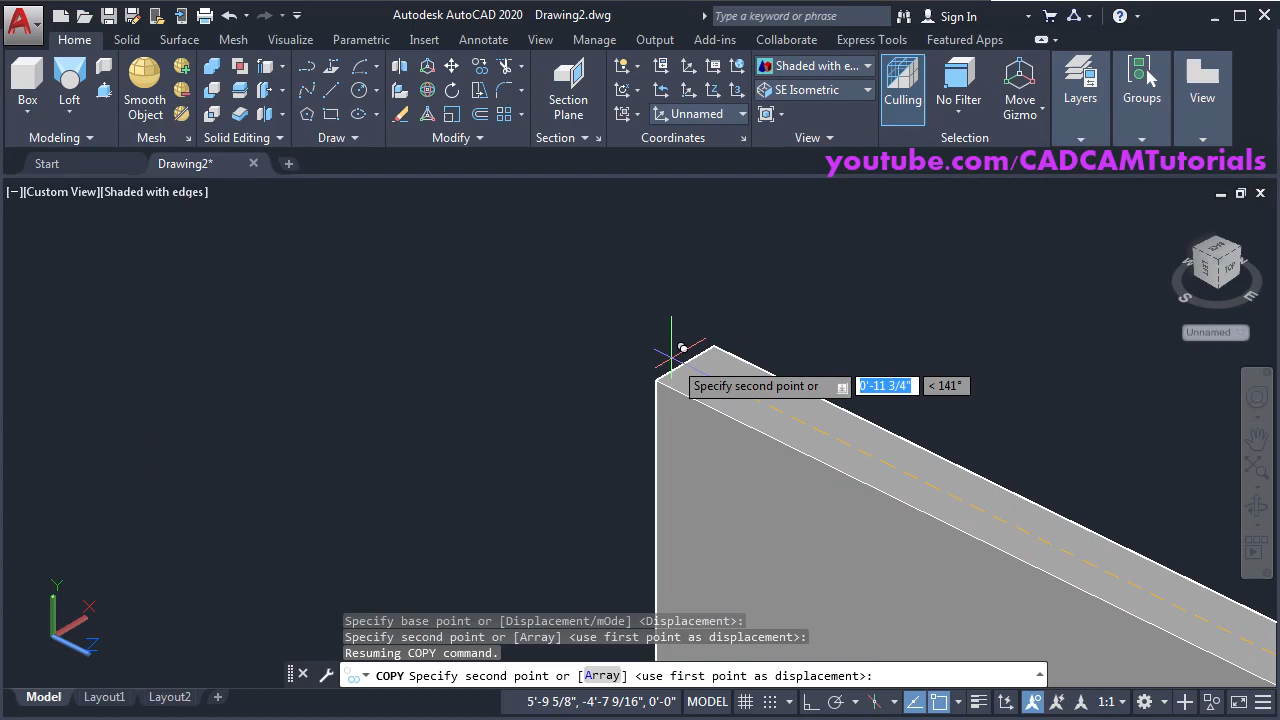 Autodesk AutoCAD 2020 Drawing2.dwg
Type a keyword or phrase
Sign In
Home Solid Surface Mesh Visualize Parametric Insert Annotate View Manage Output Add-ins Collaborate Express Tools Featured Apps
Shaded with e...
SE Isometric
Unnamed
Box
Loft
Smooth
Object
Section
Plane
Culling
No Filter
Move
Gizmo
Layers
Groups
View
Modeling
Mesh
Solid Editing
Draw
Modify
Section
Coordinates
View
Selection
Start
Drawing2*
youtube.com/CADCAMTutorials
[−][Custom View][Shaded with edges]
LEFT
TOP
BACK
W
S
E
Unnamed
Specify second point or
0'-11 3/4"
< 141°
Y
X
Z
Specify base point or [Displacement/mOde] <Displacement>:
Specify second point or [Array] <use first point as displacement>:
Resuming COPY command.
COPY Specify second point or [Array] <use first point as displacement>:
Model Layout1 Layout2
5'-9 5/8", -4'-7 9/16", 0'-0"
MODEL
1:1